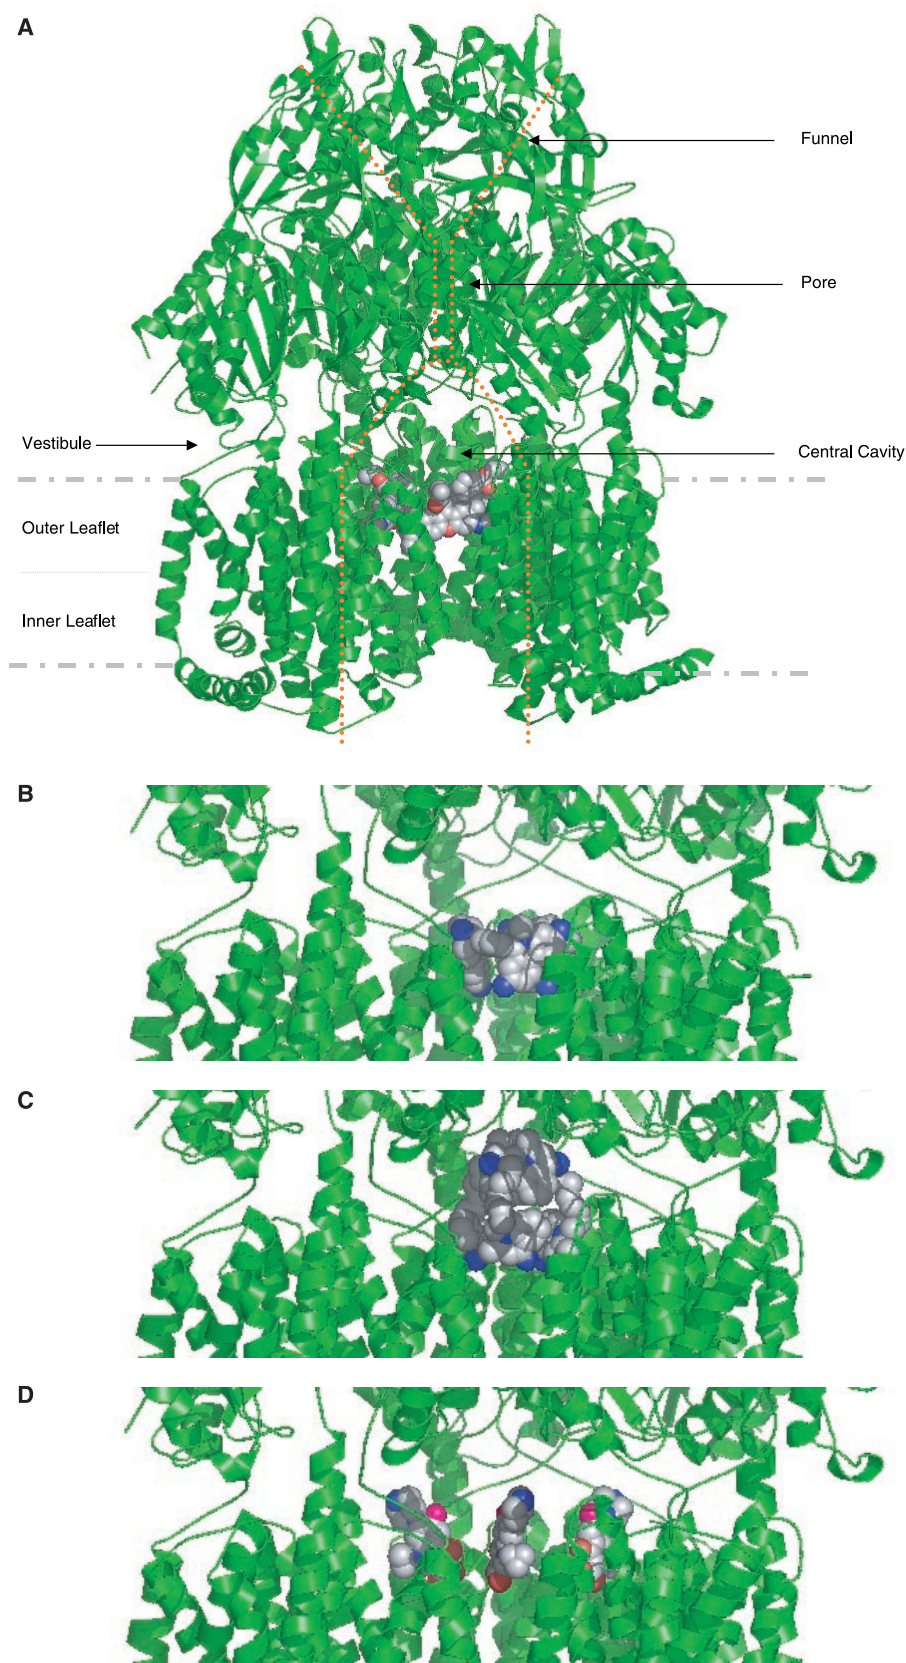 A
Funnel
Pore
Vestibule
Central Cavity
Outer Leaflet
Inner Leaflet
B
C
D